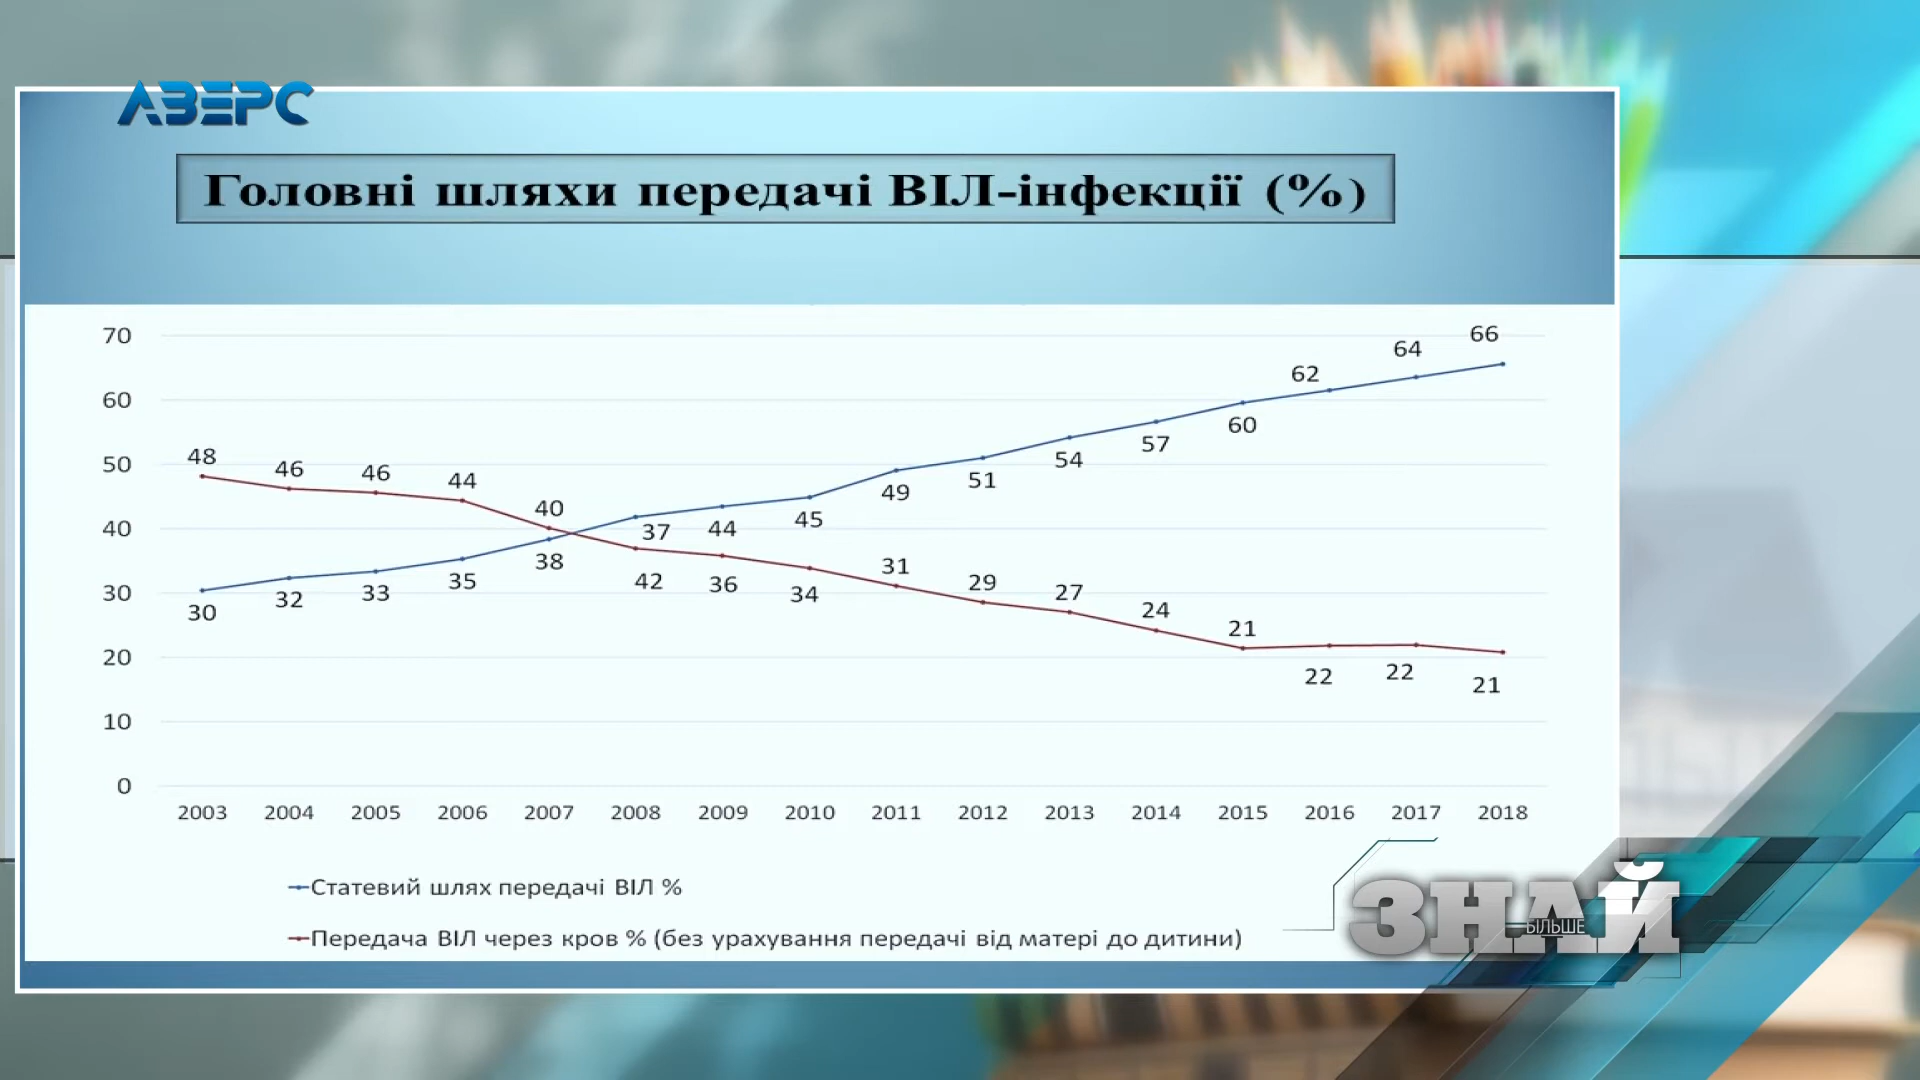 АВЕРС
Головні шляхи передачі ВІЛ-інфекції (%)
70
60
50
40
30
20
10
0
48 46 46 44 40 37 44 45 49 51 54 57 60 62 64 66
30 32 33 35 38 42 36 34 31 29 27 24 21 22 22 21
2003 2004 2005 2006 2007 2008 2009 2010 2011 2012 2013 2014 2015 2016 2017 2018
Статевий шлях передачі ВІЛ %
Передача ВІЛ через кров % (без урахування передачі від матері до дитини)
ЗНАЙ
БІЛЬШЕ